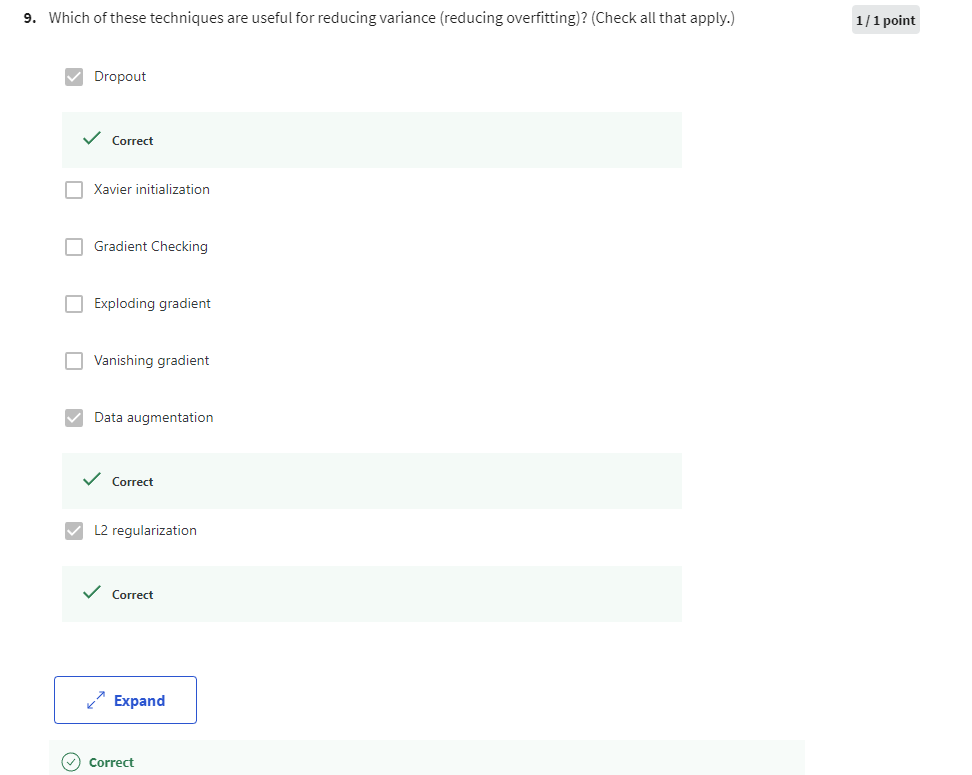 9. Which of these techniques are useful for reducing variance (reducing overfitting)? (Check all that apply.)
1 / 1 point
Dropout
Correct
Xavier initialization
Gradient Checking
Exploding gradient
Vanishing gradient
Data augmentation
Correct
L2 regularization
Correct
Expand
Correct